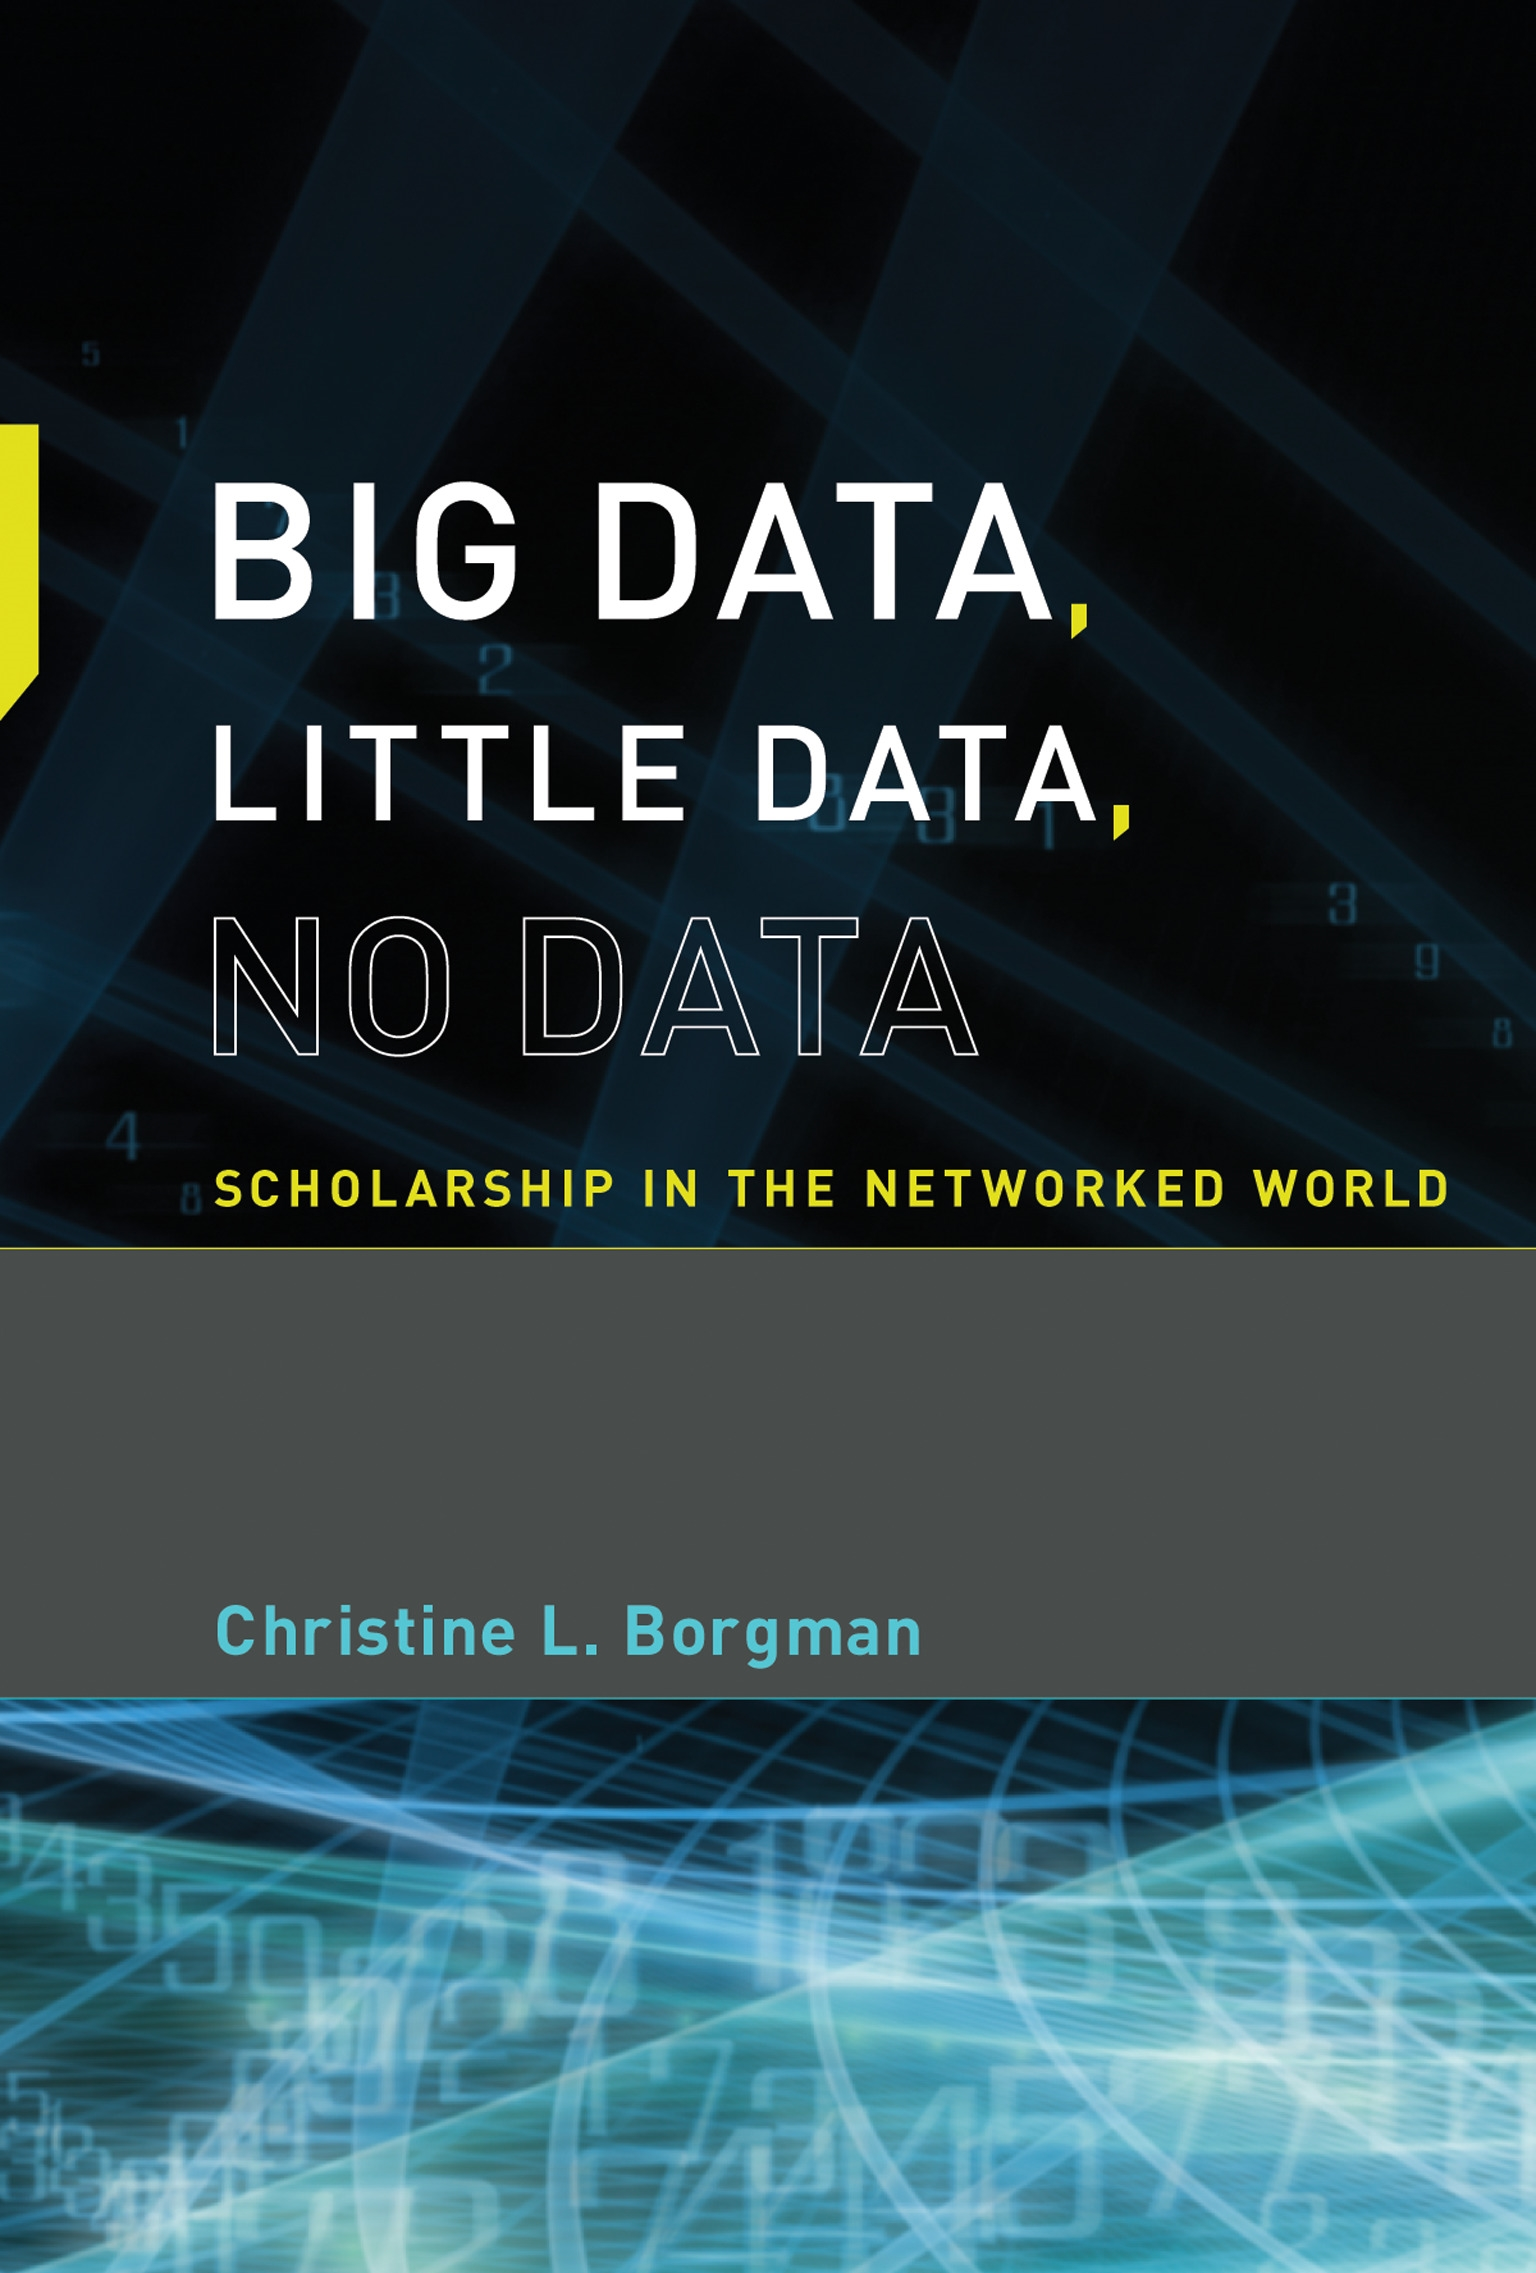 BIG DATA,
LITTLE DATA,
NO DATA
SCHOLARSHIP IN THE NETWORKED WORLD
Christine L. Borgman